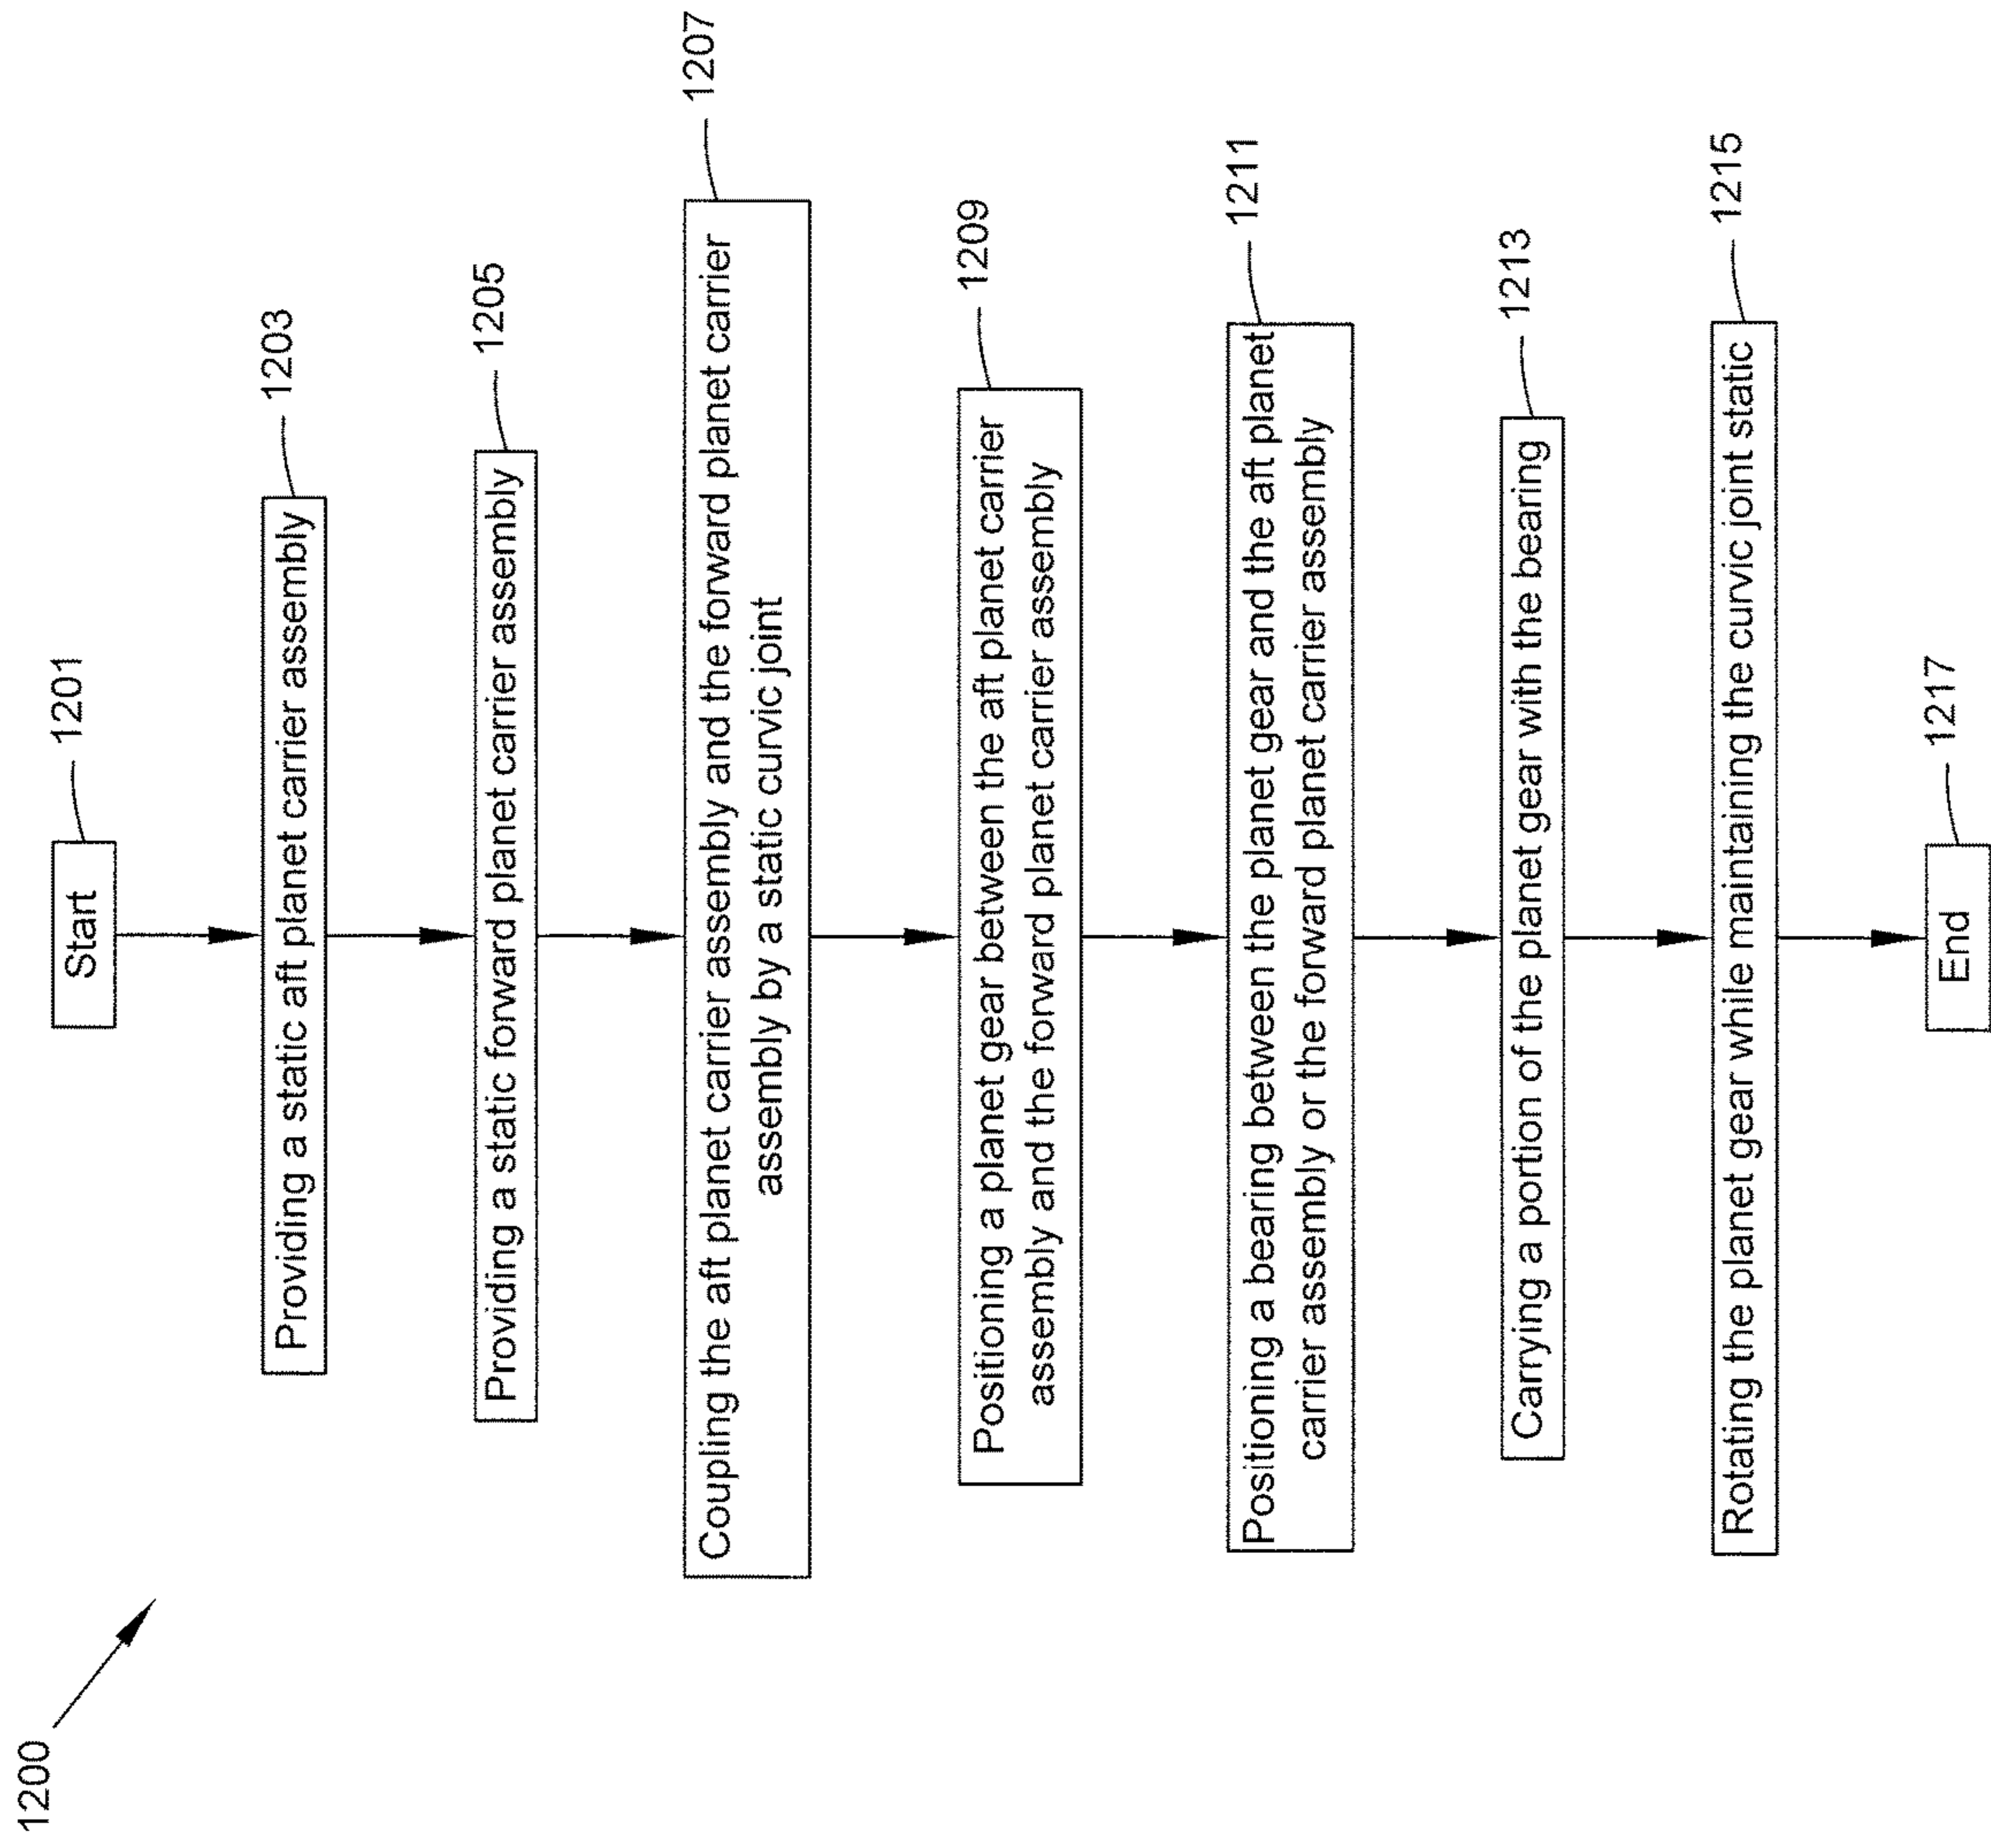 1200
Start
1201
Providing a static aft planet carrier assembly
1203
Providing a static forward planet carrier assembly
1205
Coupling the aft planet carrier assembly and the forward planet carrier
assembly by a static curvic joint
1207
Positioning a planet gear between the aft planet carrier
assembly and the forward planet carrier assembly
1209
Positioning a bearing between the planet gear and the aft planet
carrier assembly or the forward planet carrier assembly
1211
Carrying a portion of the planet gear with the bearing
1213
Rotating the planet gear while maintaining the curvic joint static
1215
End
1217